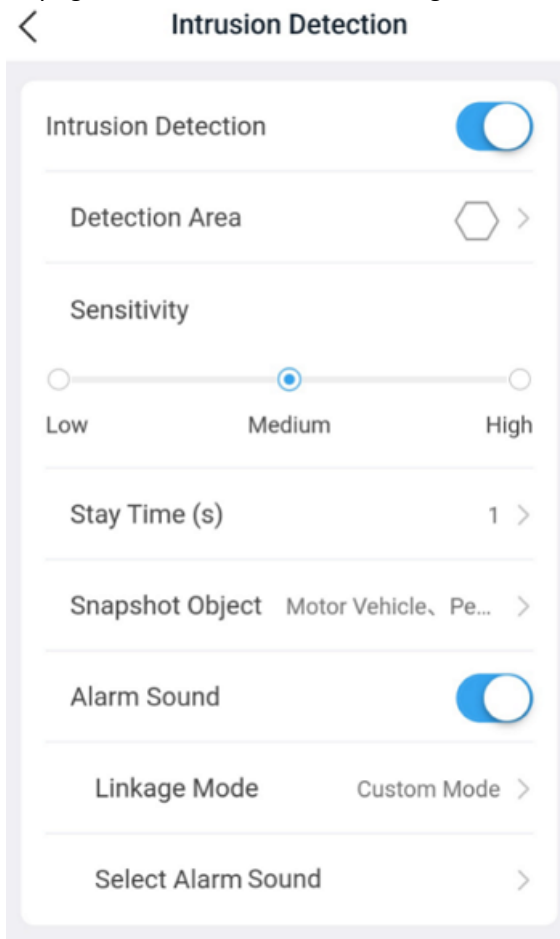 Intrusion Detection
Intrusion Detection
Detection Area
Sensitivity
Low Medium High
Stay Time (s) 1
Snapshot Object Motor Vehicle、Pe...
Alarm Sound
Linkage Mode Custom Mode
Select Alarm Sound